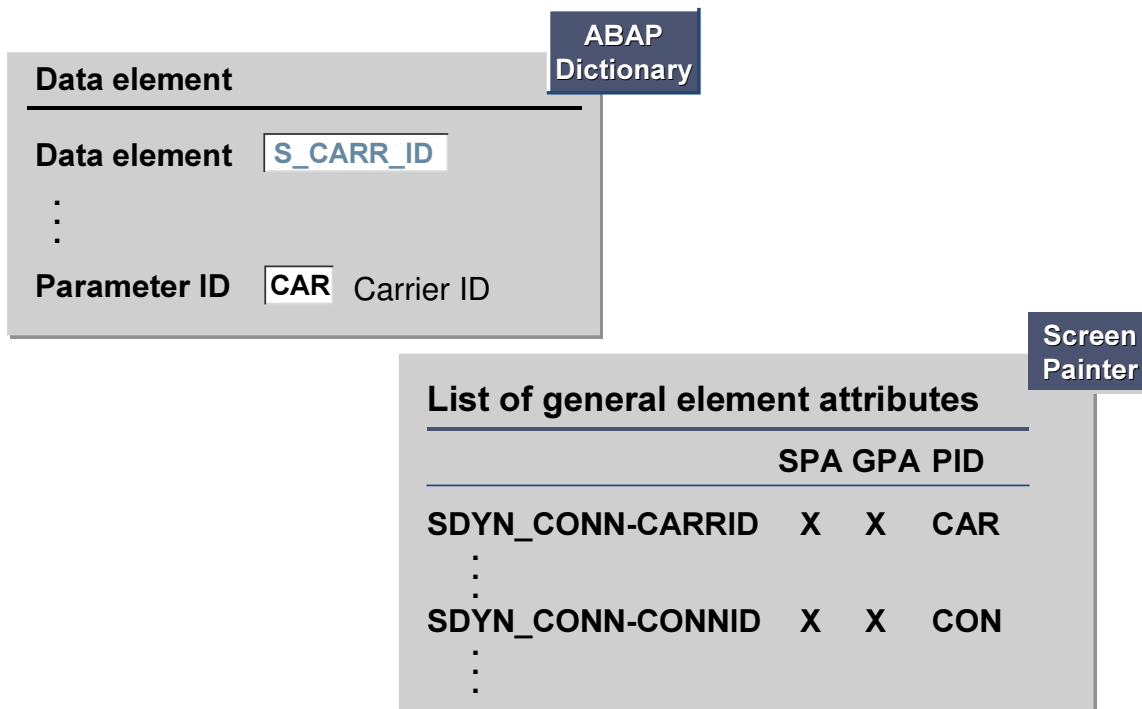 ABAP
Dictionary
Data element
Data element S_CARR_ID
.
.
.
Parameter ID CAR Carrier ID
Screen
Painter
List of general element attributes
SPA GPA PID
SDYN_CONN-CARRID X X CAR
.
.
.
SDYN_CONN-CONNID X X CON
.
.
.